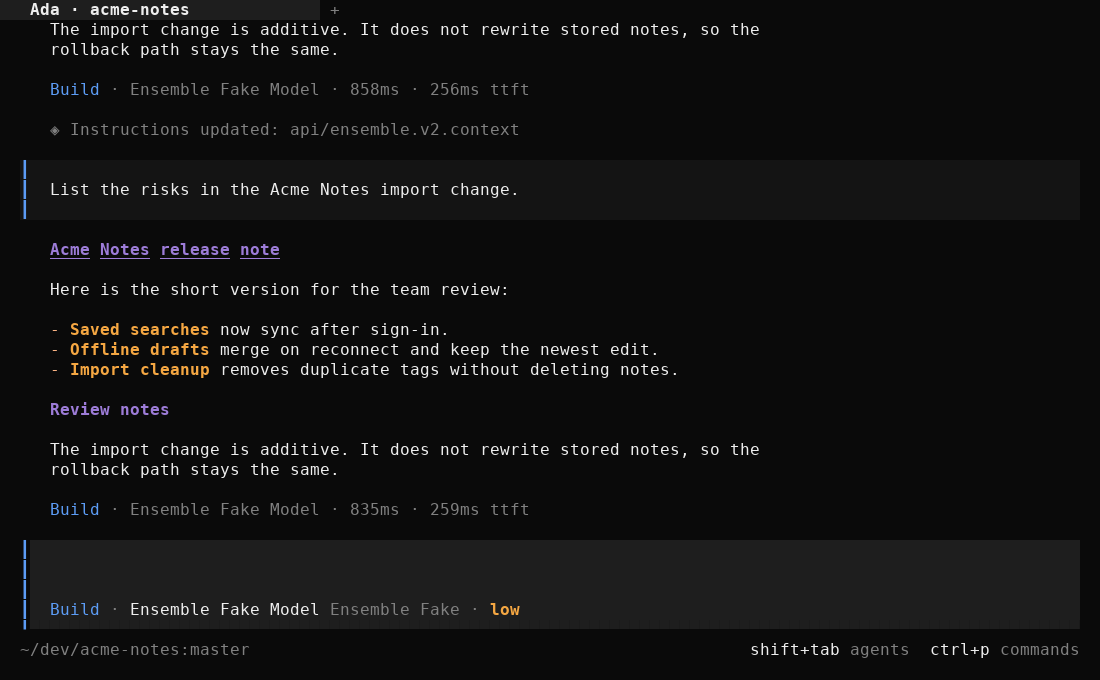 Ada · acme-notes +
The import change is additive. It does not rewrite stored notes, so the
rollback path stays the same.
Build · Ensemble Fake Model · 858ms · 256ms ttft
◈ Instructions updated: api/ensemble.v2.context
List the risks in the Acme Notes import change.
Acme Notes release note
Here is the short version for the team review:
- Saved searches now sync after sign-in.
- Offline drafts merge on reconnect and keep the newest edit.
- Import cleanup removes duplicate tags without deleting notes.
Review notes
The import change is additive. It does not rewrite stored notes, so the
rollback path stays the same.
Build · Ensemble Fake Model · 835ms · 259ms ttft
Build · Ensemble Fake Model Ensemble Fake · low
~/dev/acme-notes:master shift+tab agents ctrl+p commands